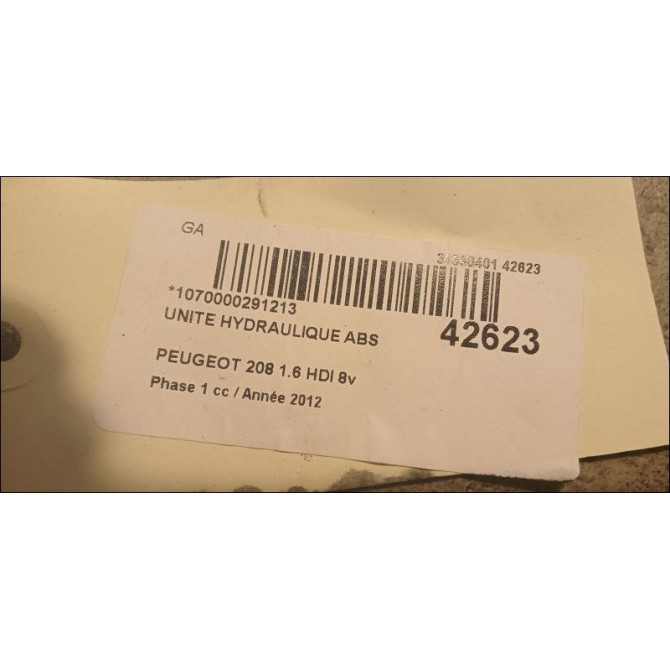 GA
42623
*1070000291213
UNITE HYDRAULIQUE ABS
42623
PEUGEOT 208 1.6 HDI 8v
Phase 1 cc / Année 2012